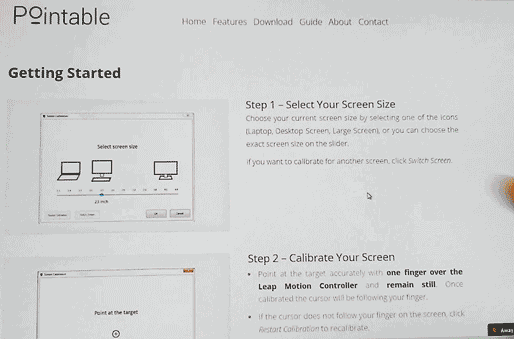 Pointable
Home Features Download Guide About Contact
Getting Started
Step 1 – Select Your Screen Size
Choose your current screen size by selecting one of the icons
(Laptop, Desktop Screen, Large Screen), or you can choose the
exact screen size on the slider.
If you want to calibrate for another screen, click Switch Screen.
Select screen size
23 inch
OK Cancel
Step 2 – Calibrate Your Screen
Point at the target accurately with one finger over the
Leap Motion Controller and remain still. Once
calibrated the cursor will be following your finger.
If the cursor does not follow your finger on the screen, click
Restart Calibration to recalibrate.
Point at the target
Away